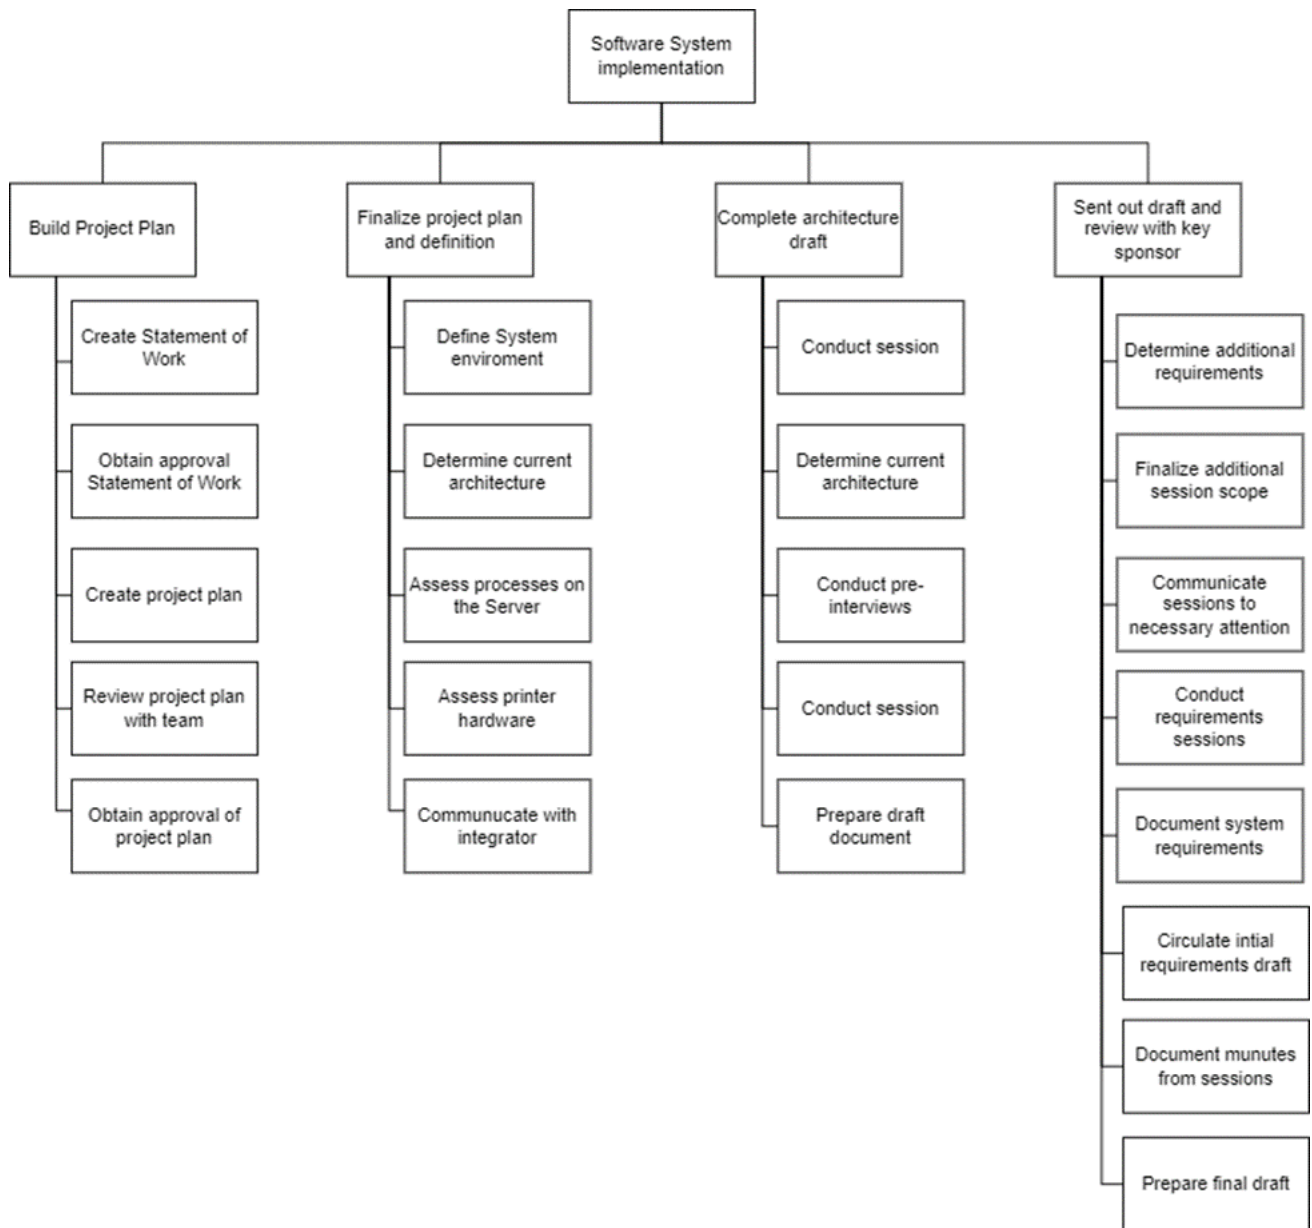 Software System
implementation
Build Project Plan
Finalize project plan
and definition
Complete architecture
draft
Sent out draft and
review with key
sponsor
Create Statement of
Work
Obtain approval
Statement of Work
Create project plan
Review project plan
with team
Obtain approval of
project plan
Define System
enviroment
Determine current
architecture
Assess processes on
the Server
Assess printer
hardware
Communucate with
integrator
Conduct session
Determine current
architecture
Conduct pre-
interviews
Conduct session
Prepare draft
document
Determine additional
requirements
Finalize additional
session scope
Communicate
sessions to
necessary attention
Conduct
requirements
sessions
Document system
requirements
Circulate intial
requirements draft
Document munutes
from sessions
Prepare final draft